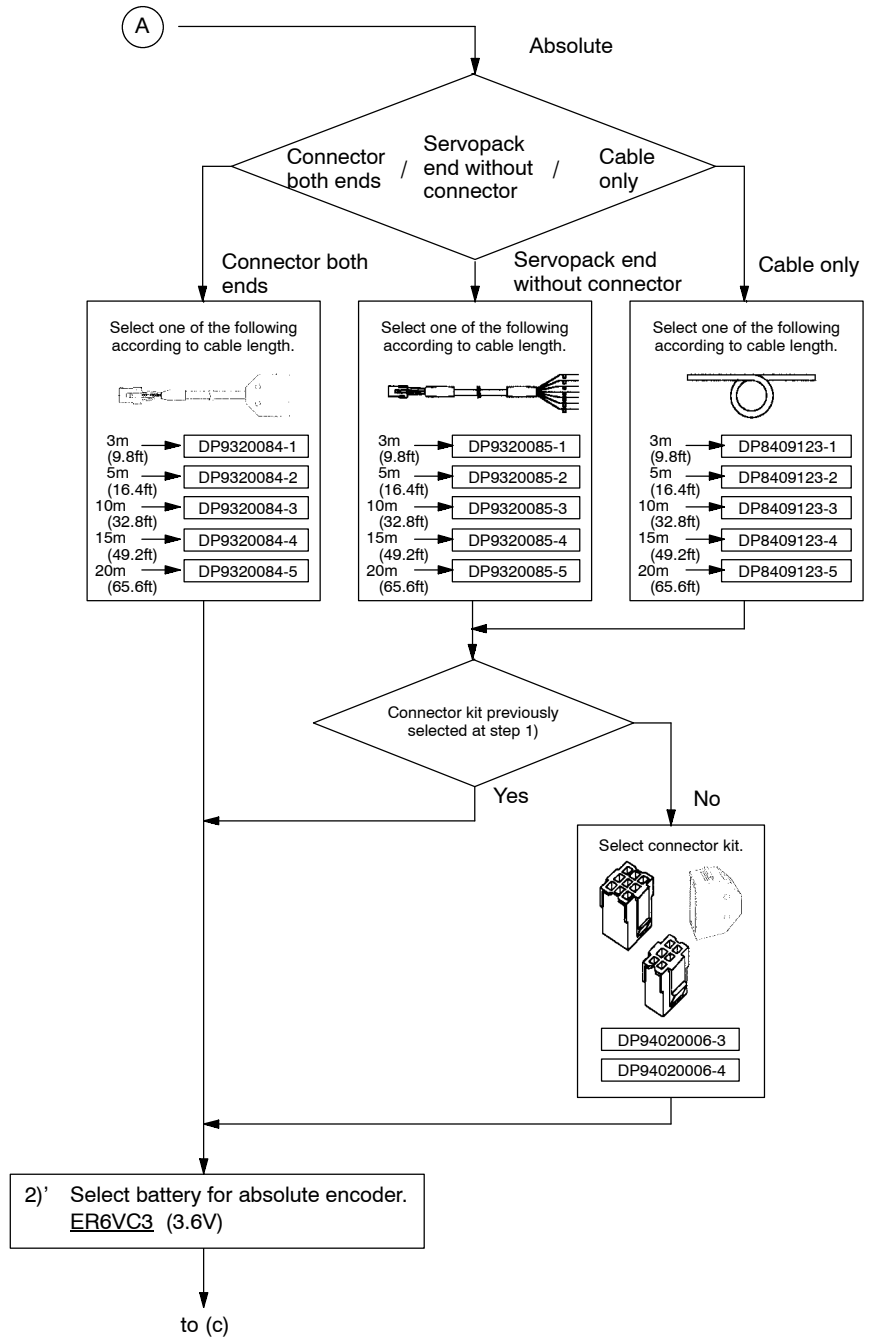 A
Absolute
Connector
both ends
/
Servopack
end without
connector
/
Cable
only
Connector both
ends
Servopack end
without connector
Cable only
Select one of the following
according to cable length.
3m
(9.8ft)
DP9320084-1
5m
(16.4ft)
DP9320084-2
10m
(32.8ft)
DP9320084-3
15m
(49.2ft)
DP9320084-4
20m
(65.6ft)
DP9320084-5
Select one of the following
according to cable length.
3m
(9.8ft)
DP9320085-1
5m
(16.4ft)
DP9320085-2
10m
(32.8ft)
DP9320085-3
15m
(49.2ft)
DP9320085-4
20m
(65.6ft)
DP9320085-5
Select one of the following
according to cable length.
3m
(9.8ft)
DP8409123-1
5m
(16.4ft)
DP8409123-2
10m
(32.8ft)
DP8409123-3
15m
(49.2ft)
DP8409123-4
20m
(65.6ft)
DP8409123-5
Connector kit previously
selected at step 1)
Yes
No
Select connector kit.
DP94020006-3
DP94020006-4
2)’ Select battery for absolute encoder.
ER6VC3 (3.6V)
to (c)